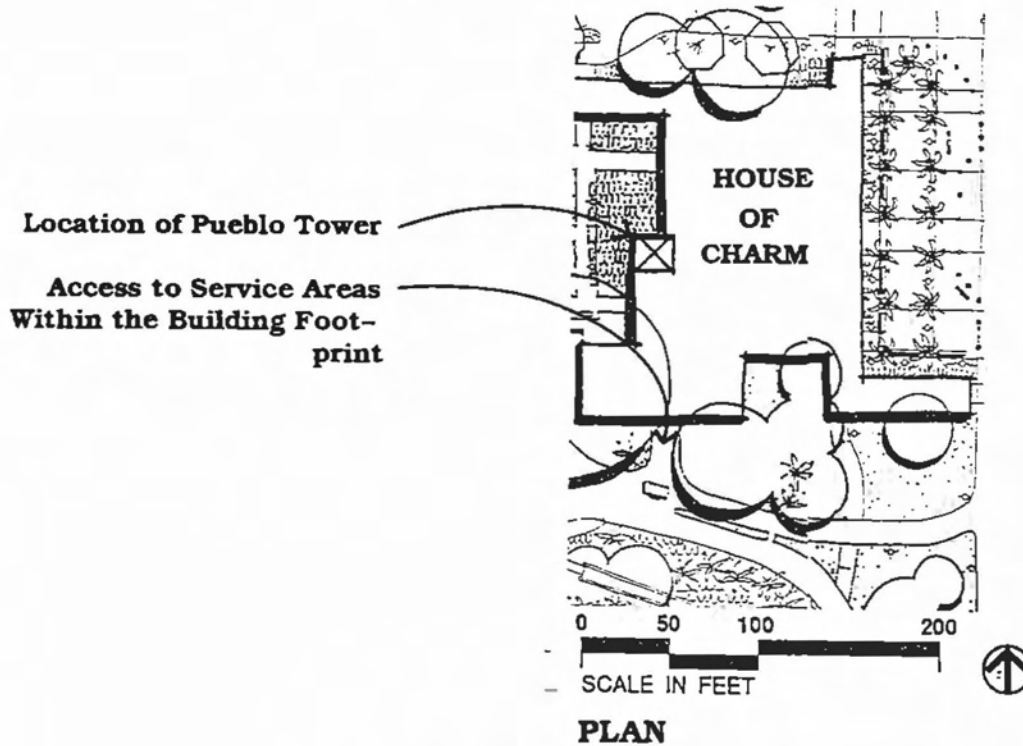 HOUSE
OF
CHARM
Location of Pueblo Tower
Access to Service Areas
Within the Building Foot-
print
0 50 100 200
SCALE IN FEET
PLAN